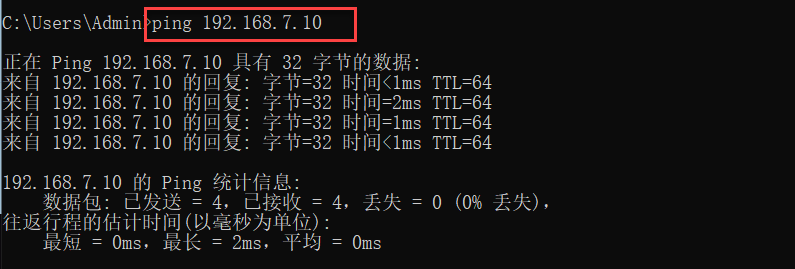 C:\Users\Admin>ping 192.168.7.10
正在 Ping 192.168.7.10 具有 32 字节的数据:
来自 192.168.7.10 的回复: 字节=32 时间<1ms TTL=64
来自 192.168.7.10 的回复: 字节=32 时间=2ms TTL=64
来自 192.168.7.10 的回复: 字节=32 时间=1ms TTL=64
来自 192.168.7.10 的回复: 字节=32 时间<1ms TTL=64
192.168.7.10 的 Ping 统计信息:
数据包: 已发送 = 4，已接收 = 4，丢失 = 0 (0% 丢失)，
往返行程的估计时间(以毫秒为单位):
最短 = 0ms，最长 = 2ms，平均 = 0ms